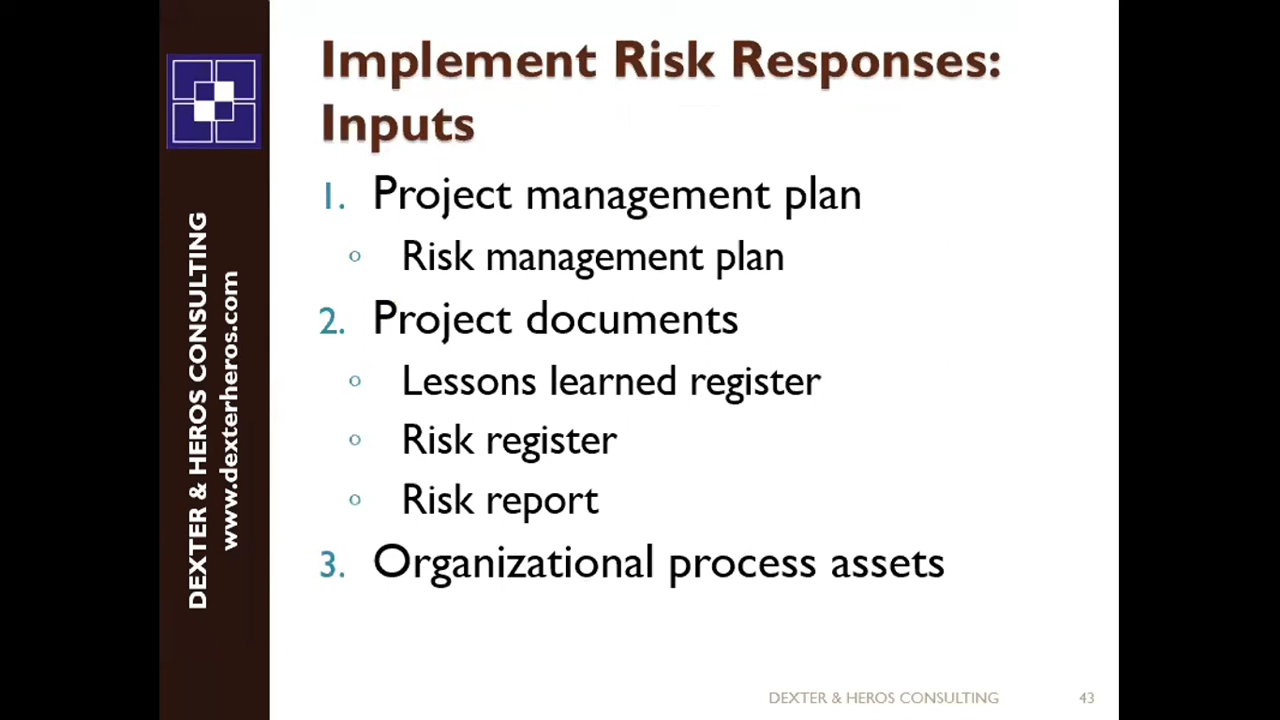 DEXTER & HEROS CONSULTING
www.dexterheros.com
Implement Risk Responses:
Inputs
1. Project management plan
○ Risk management plan
2. Project documents
○ Lessons learned register
○ Risk register
○ Risk report
3. Organizational process assets
DEXTER & HEROS CONSULTING 43